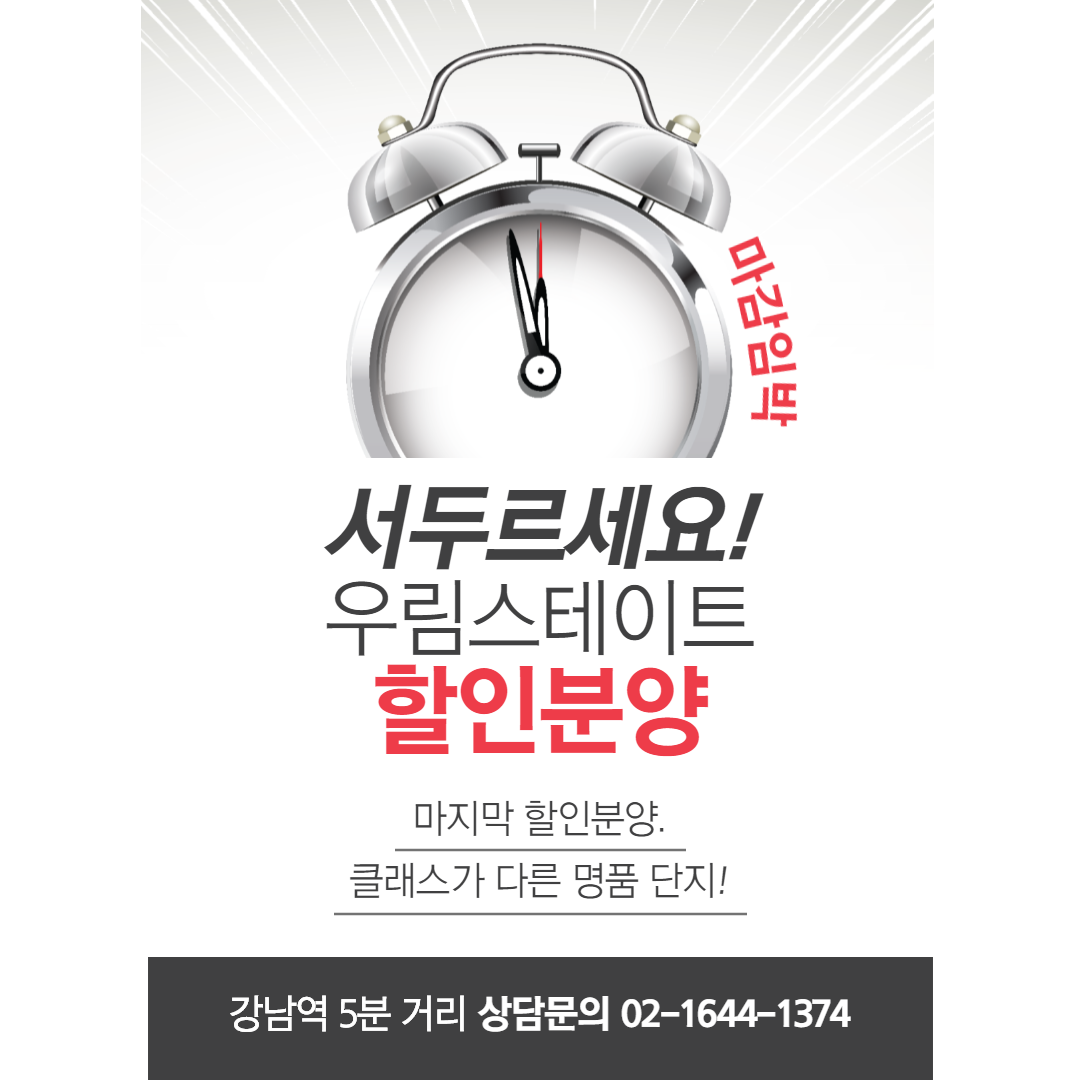 마감임박
서두르세요!
우림스테이트
할인분양
마지막 할인분양.
클래스가 다른 명품 단지!
강남역 5분 거리 상담문의 02-1644-1374